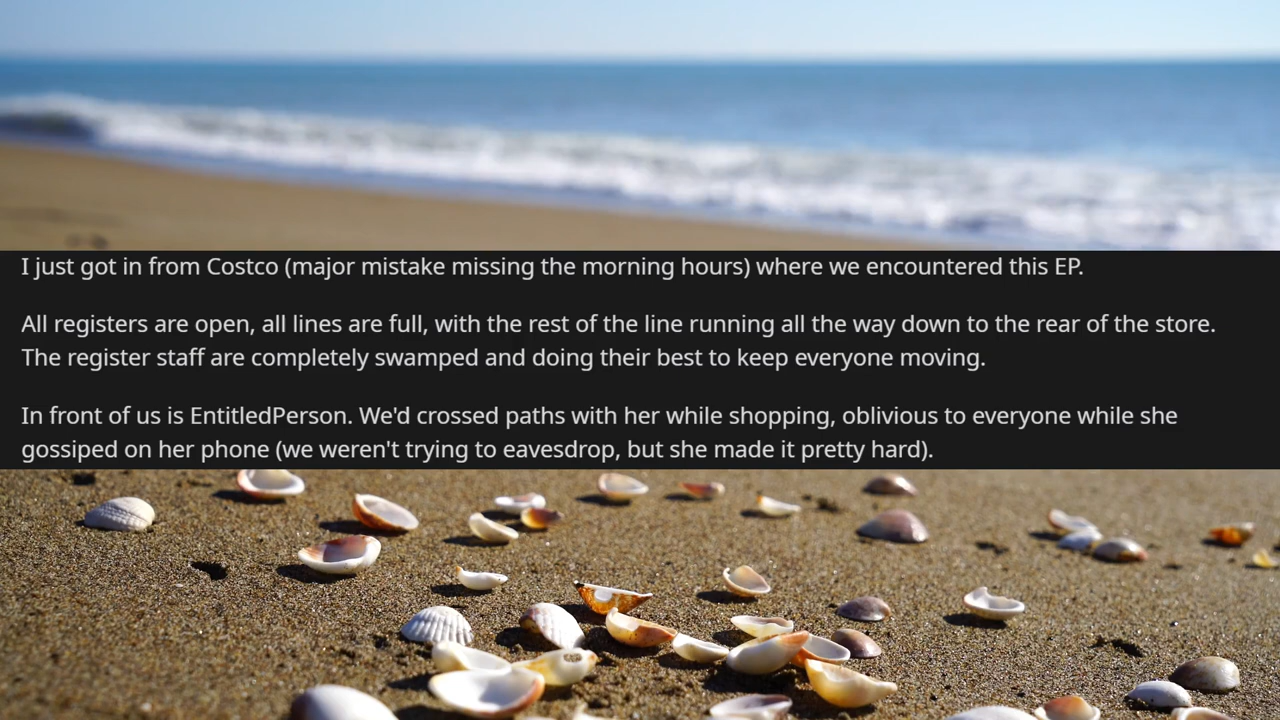 I just got in from Costco (major mistake missing the morning hours) where we encountered this EP.
All registers are open, all lines are full, with the rest of the line running all the way down to the rear of the store.
The register staff are completely swamped and doing their best to keep everyone moving.
In front of us is EntitledPerson. We'd crossed paths with her while shopping, oblivious to everyone while she
gossiped on her phone (we weren't trying to eavesdrop, but she made it pretty hard).